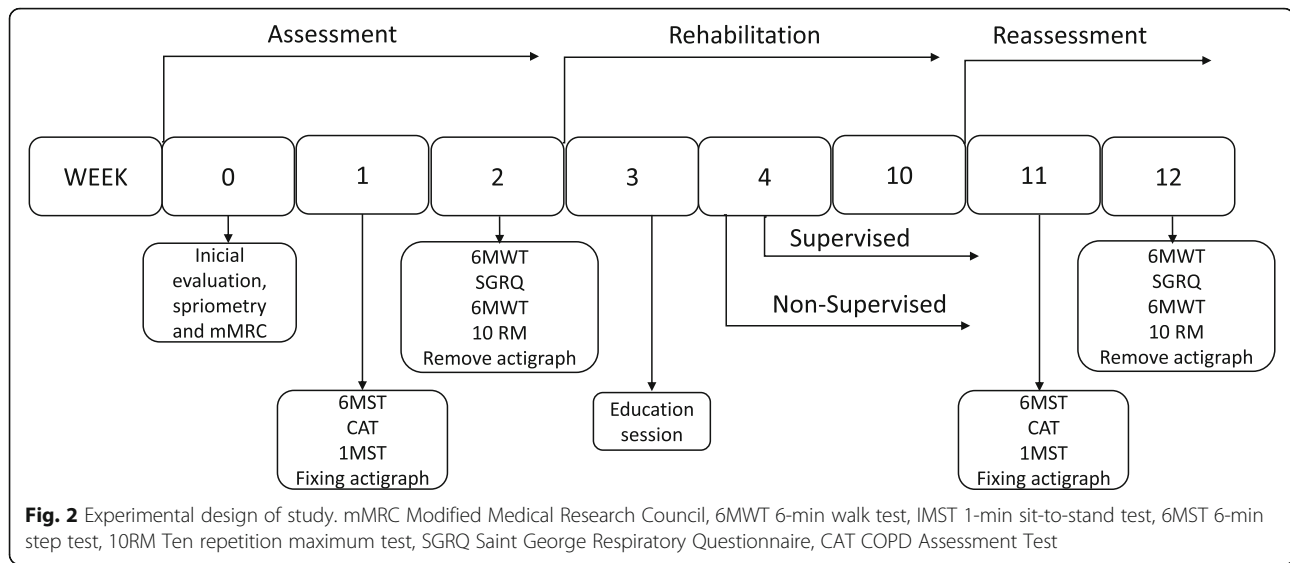 Assessment
Rehabilitation
Reassessment
WEEK
0
1
2
3
4
10
11
12
Inicial
evaluation,
spriometry
and mMRC
6MWT
SGRQ
6MWT
10 RM
Remove actigraph
Supervised
Non-Supervised
6MWT
SGRQ
6MWT
10 RM
Remove actigraph
6MST
CAT
1MST
Fixing actigraph
Education
session
6MST
CAT
1MST
Fixing actigraph
Fig. 2 Experimental design of study. mMRC Modified Medical Research Council, 6MWT 6-min walk test, IMST 1-min sit-to-stand test, 6MST 6-min
step test, 10RM Ten repetition maximum test, SGRQ Saint George Respiratory Questionnaire, CAT COPD Assessment Test